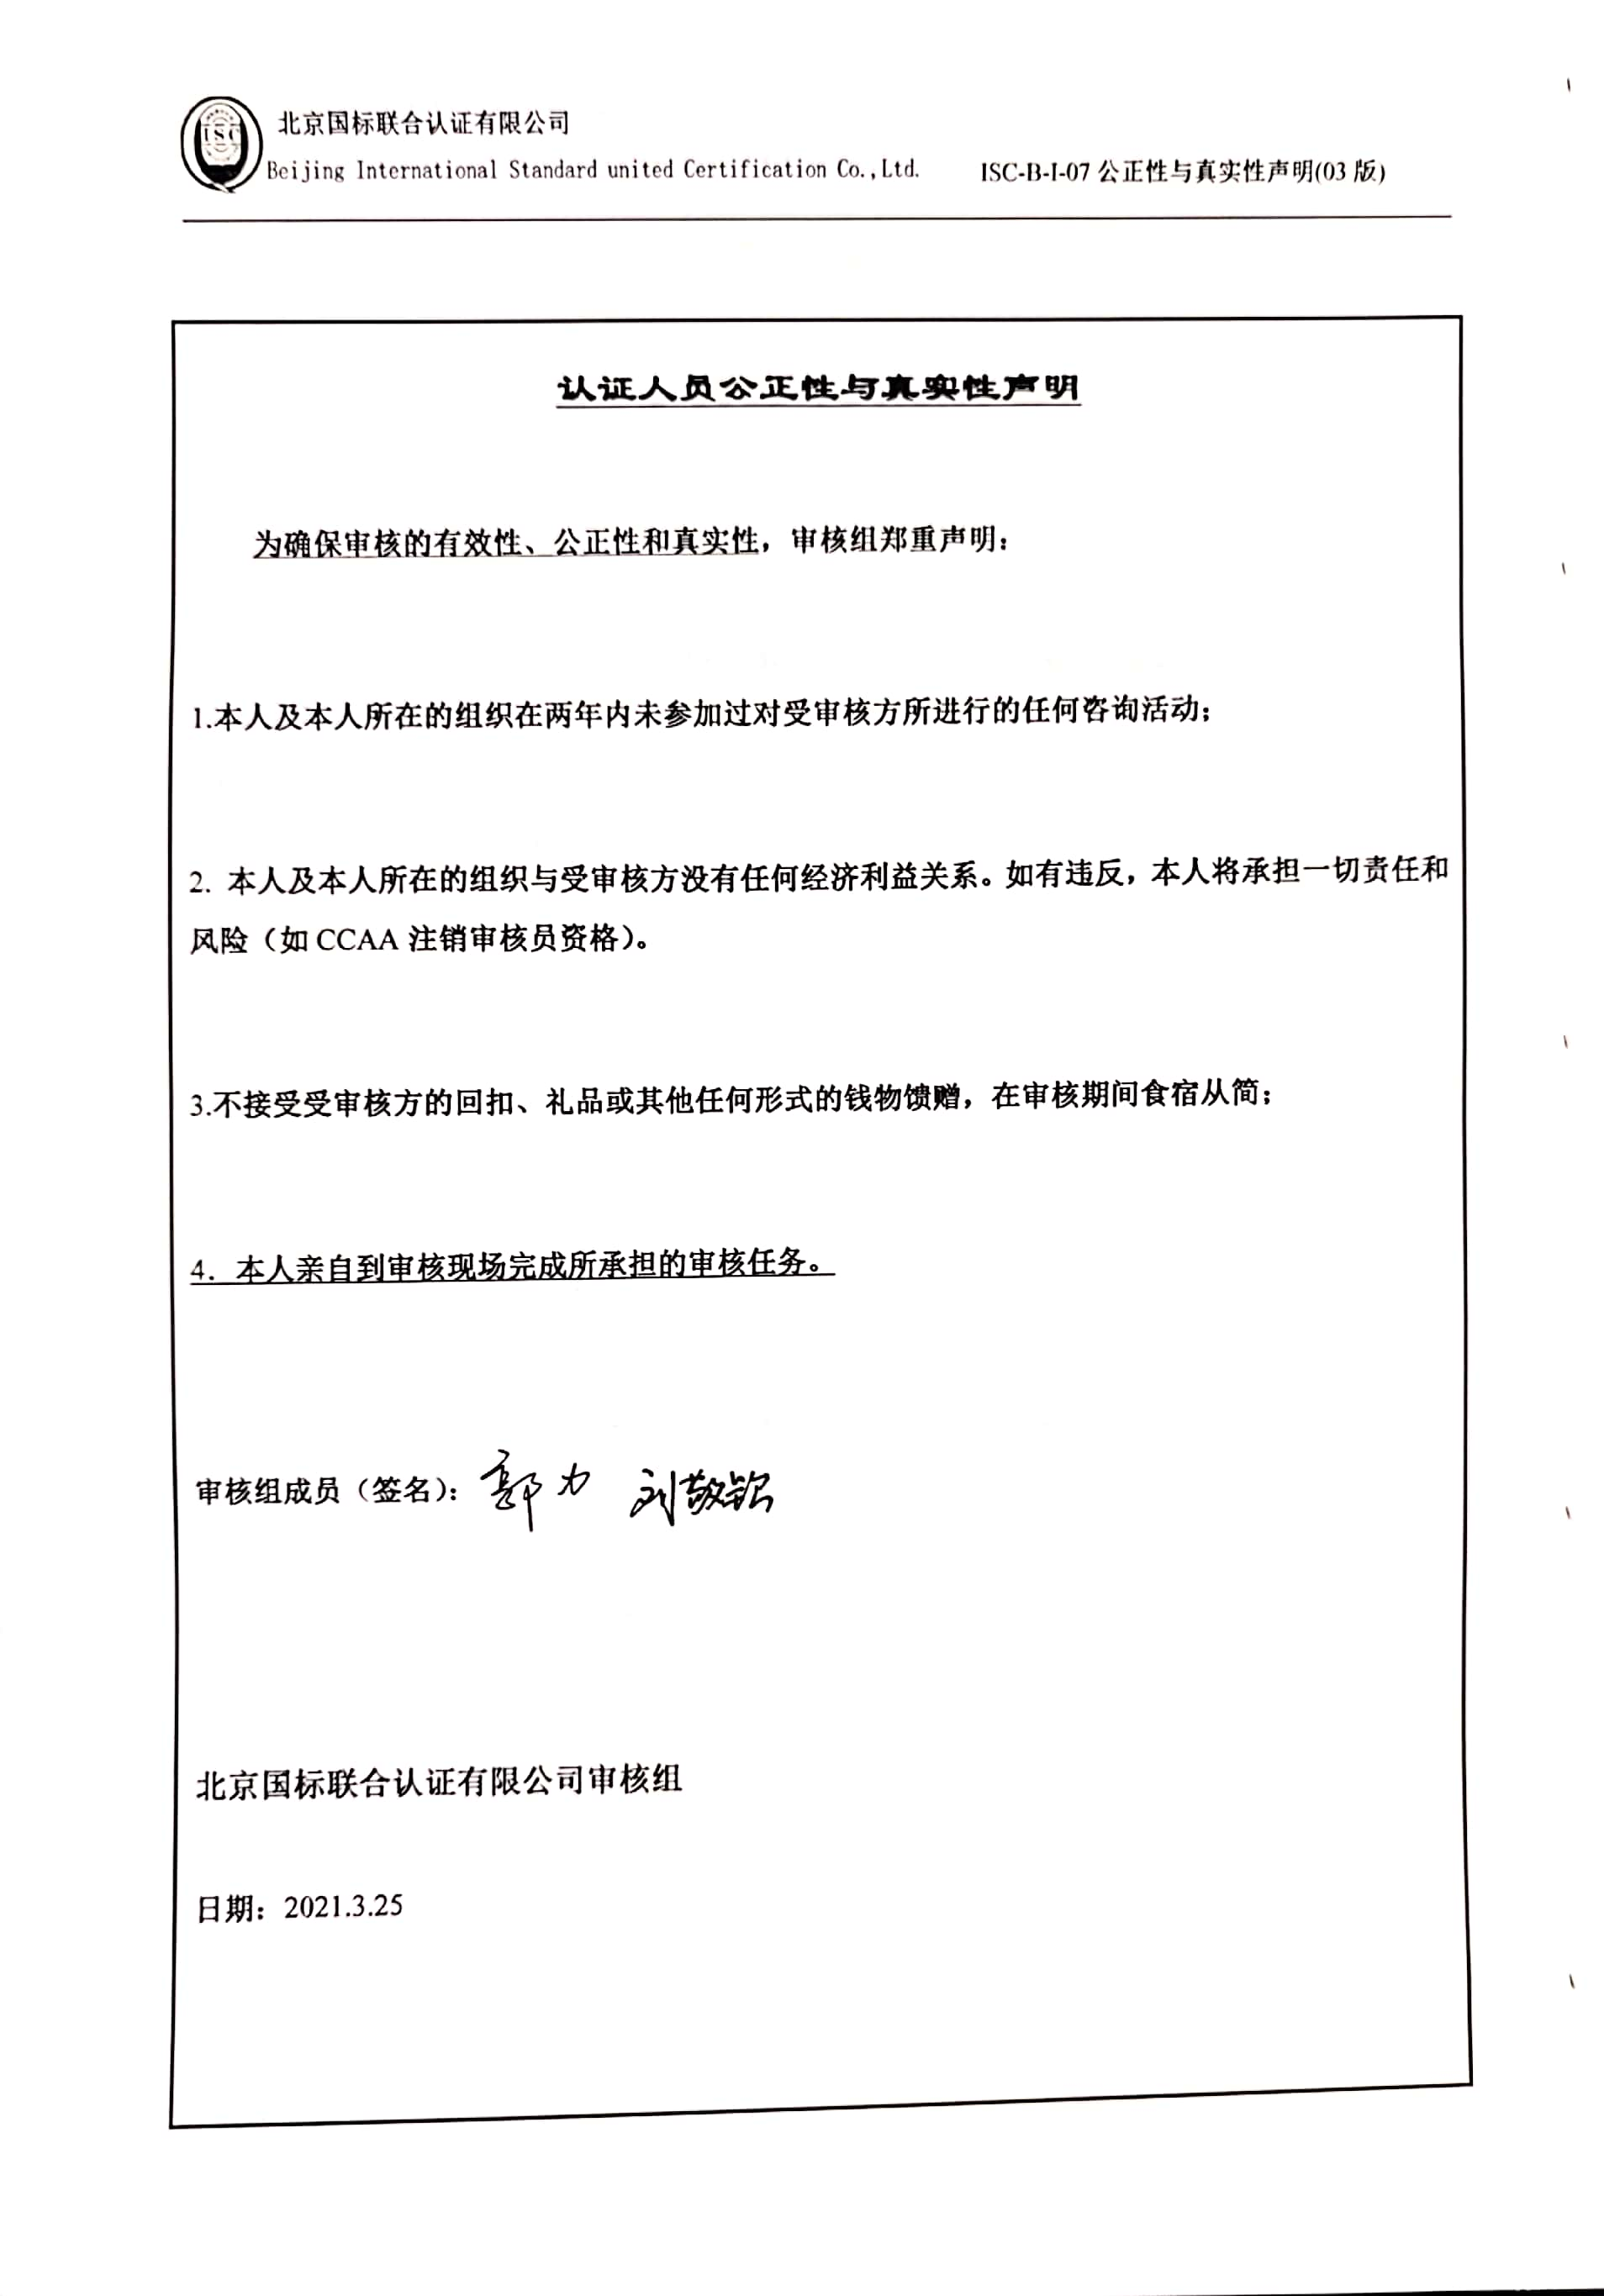 ISC
北京国标联合认证有限公司
Beijing International Standard united Certification Co.,Ltd. ISC-B-I-07 公正性与真实性声明(03 版)
认证人员公正性与真实性声明
为确保审核的有效性、公正性和真实性，审核组郑重声明：
1.本人及本人所在的组织在两年内未参加过对受审核方所进行的任何咨询活动；
2. 本人及本人所在的组织与受审核方没有任何经济利益关系。如有违反，本人将承担一切责任和
风险（如 CCAA 注销审核员资格）。
3.不接受受审核方的回扣、礼品或其他任何形式的钱物馈赠，在审核期间食宿从简；
4. 本人亲自到审核现场完成所承担的审核任务。
审核组成员（签名）：郭力 刘敬
北京国标联合认证有限公司审核组
日期：2021.3.25